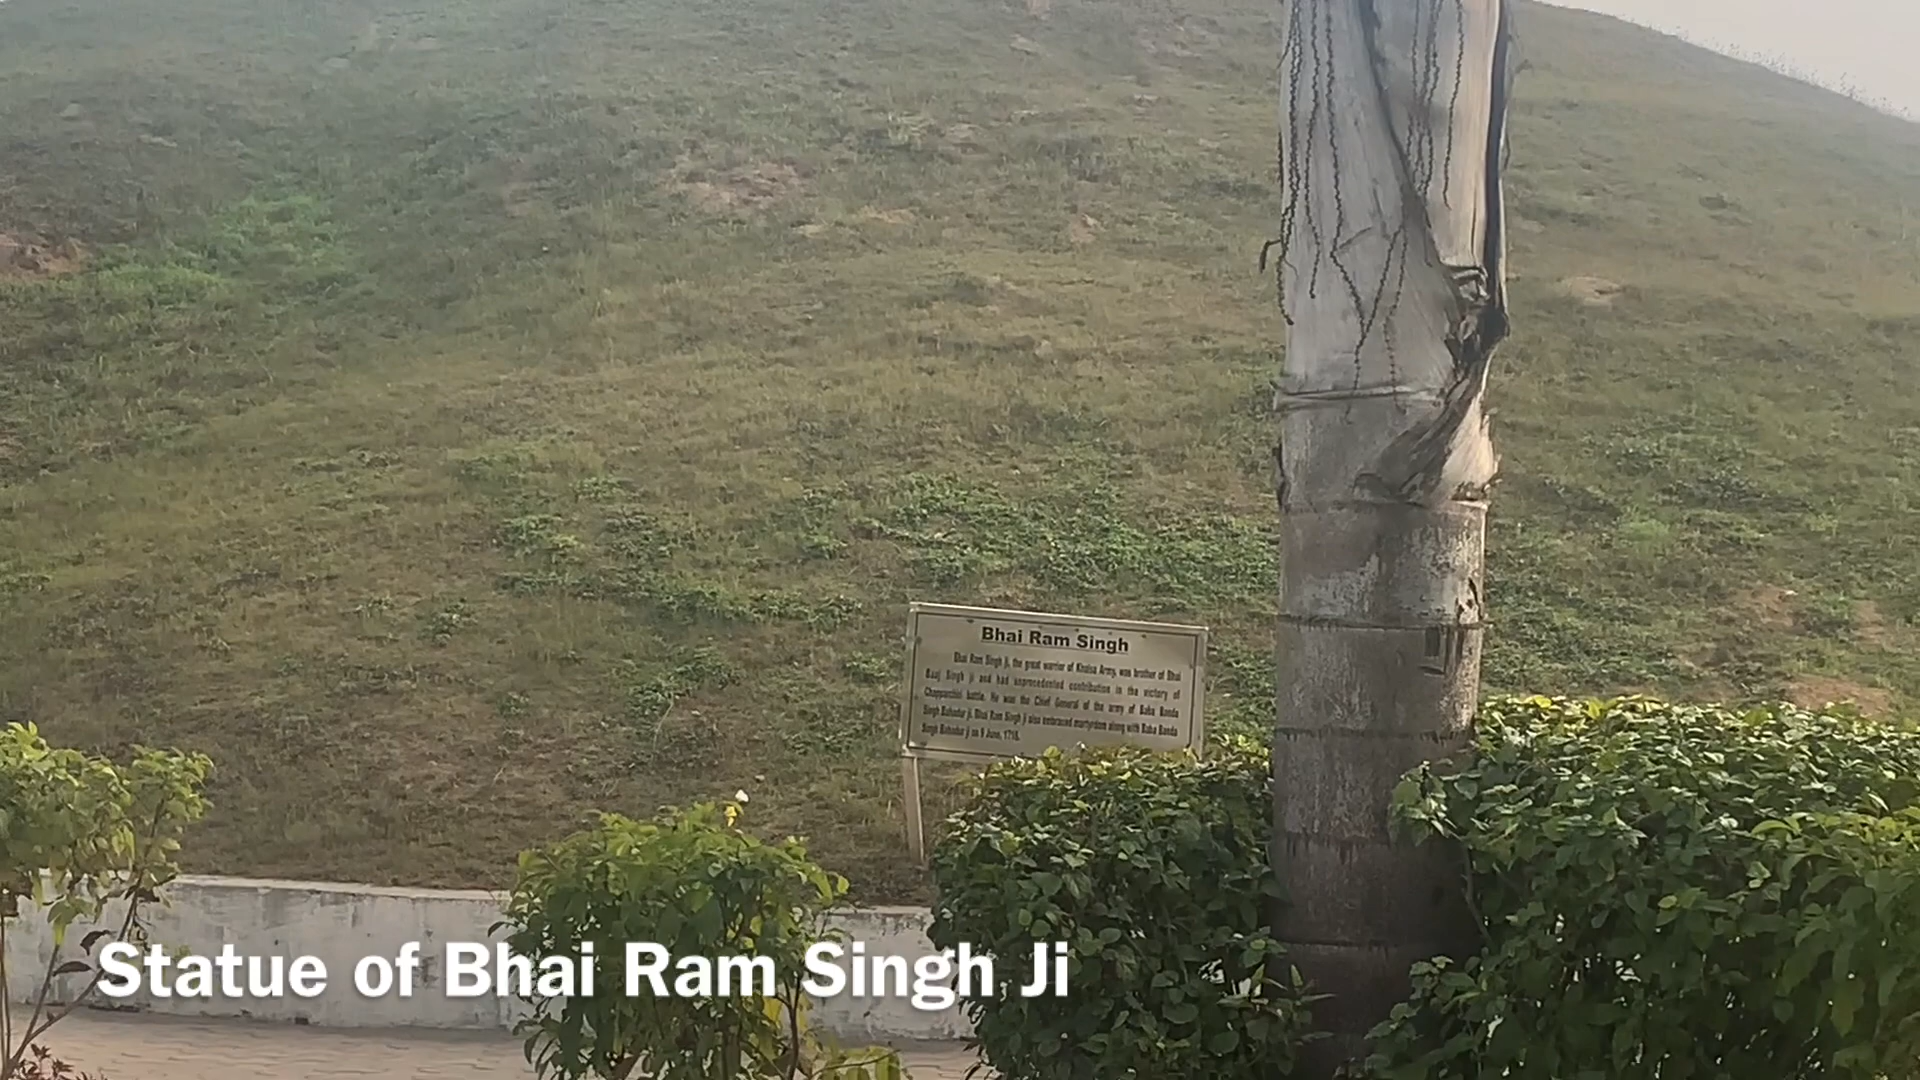 Bhai Ram Singh
Bhai Ram Singh ji, the great warrior of Khalsa Army, was brother of Bhai
Baaj Singh ji and had unprecedented contribution in the victory of
Chapparchiri battle. He was the Chief General of the army of Baba Banda
Singh Bahadur ji. Bhai Ram Singh ji also embraced martyrdom along with Baba Banda
Singh Bahadur ji on 9 June, 1716.
Statue of Bhai Ram Singh Ji